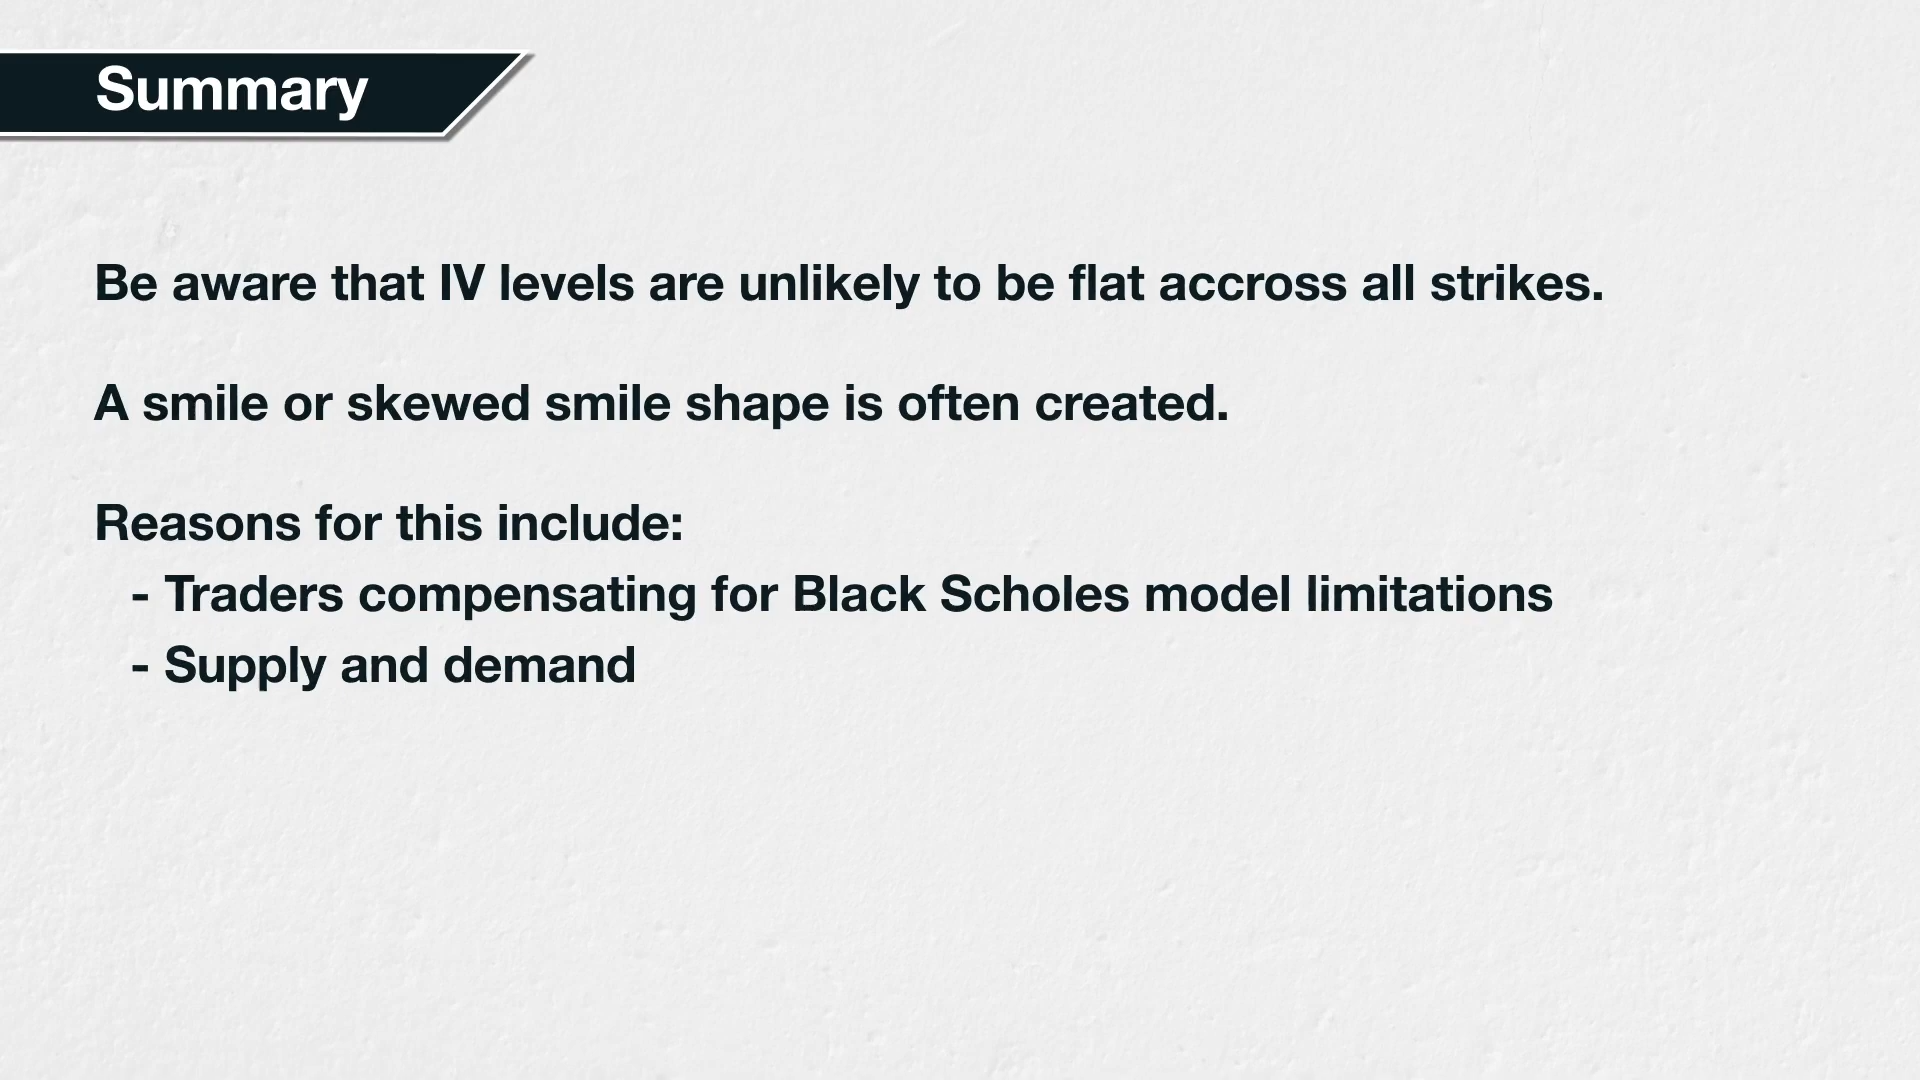 Summary
Be aware that IV levels are unlikely to be flat accross all strikes.
A smile or skewed smile shape is often created.
Reasons for this include:
- Traders compensating for Black Scholes model limitations
- Supply and demand